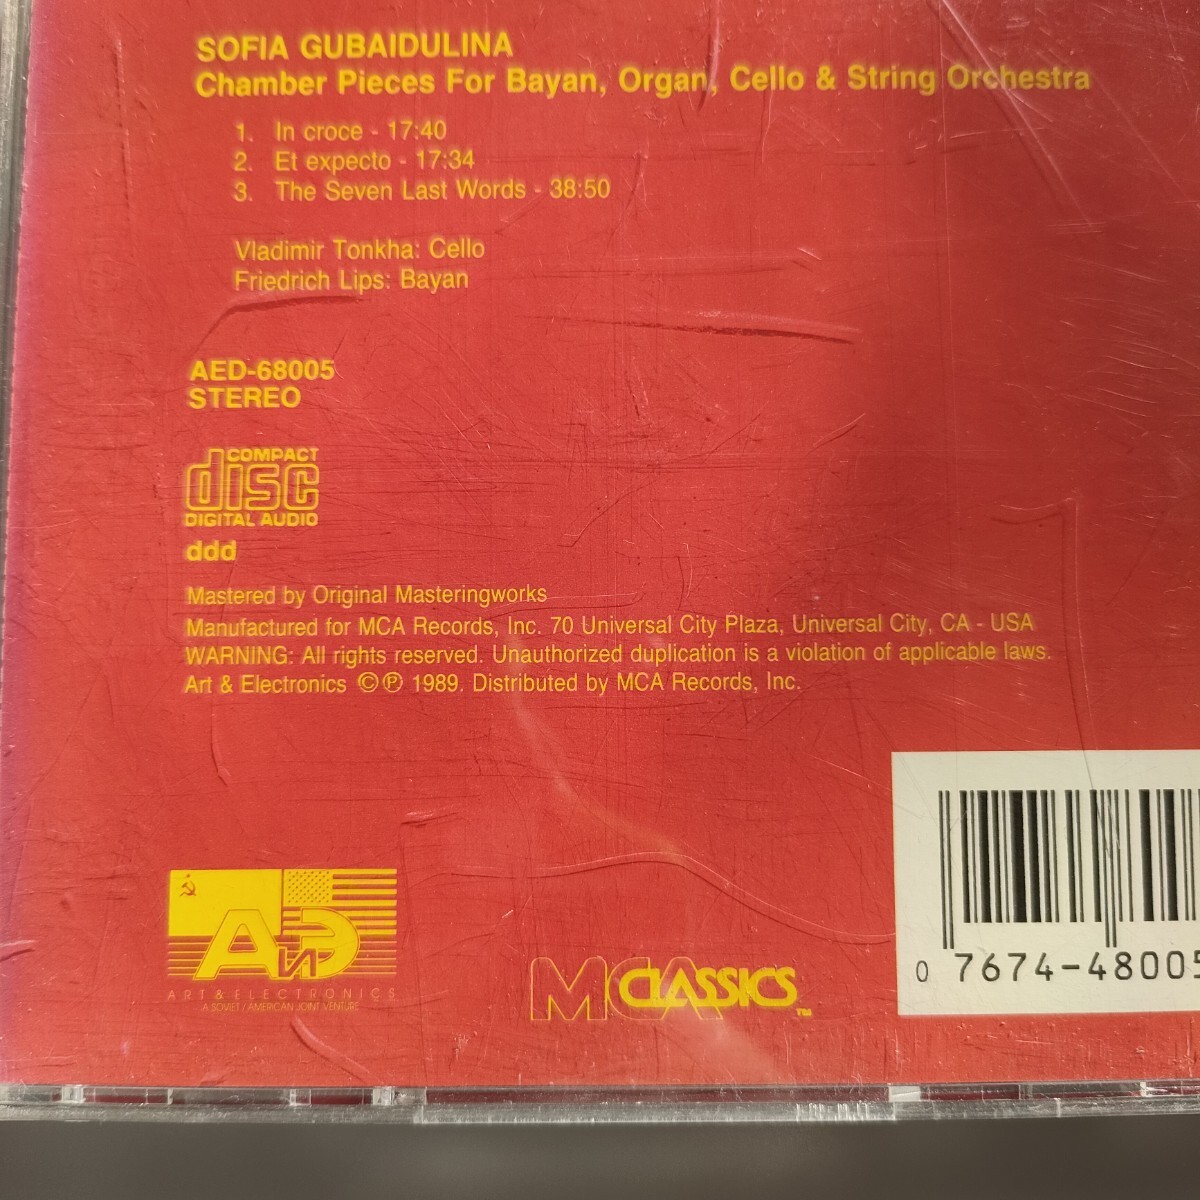 SOFIA GUBAIDULINA
Chamber Pieces For Bayan, Organ, Cello & String Orchestra
1. In croce - 17:40
2. Et expecto - 17:34
3. The Seven Last Words - 38:50
Vladimir Tonkha: Cello
Friedrich Lips: Bayan
AED-68005
STEREO
COMPACT
disc
DIGITAL AUDIO
ddd
Mastered by Original Masteringworks
Manufactured for MCA Records, Inc. 70 Universal City Plaza, Universal City, CA - USA
WARNING: All rights reserved. Unauthorized duplication is a violation of applicable laws.
Art & Electronics ©℗ 1989. Distributed by MCA Records, Inc.
АиЭ
ART & ELECTRONICS
A SOVIET / AMERICAN JOINT VENTURE
MCA CLASSICS™
0 7674-48005